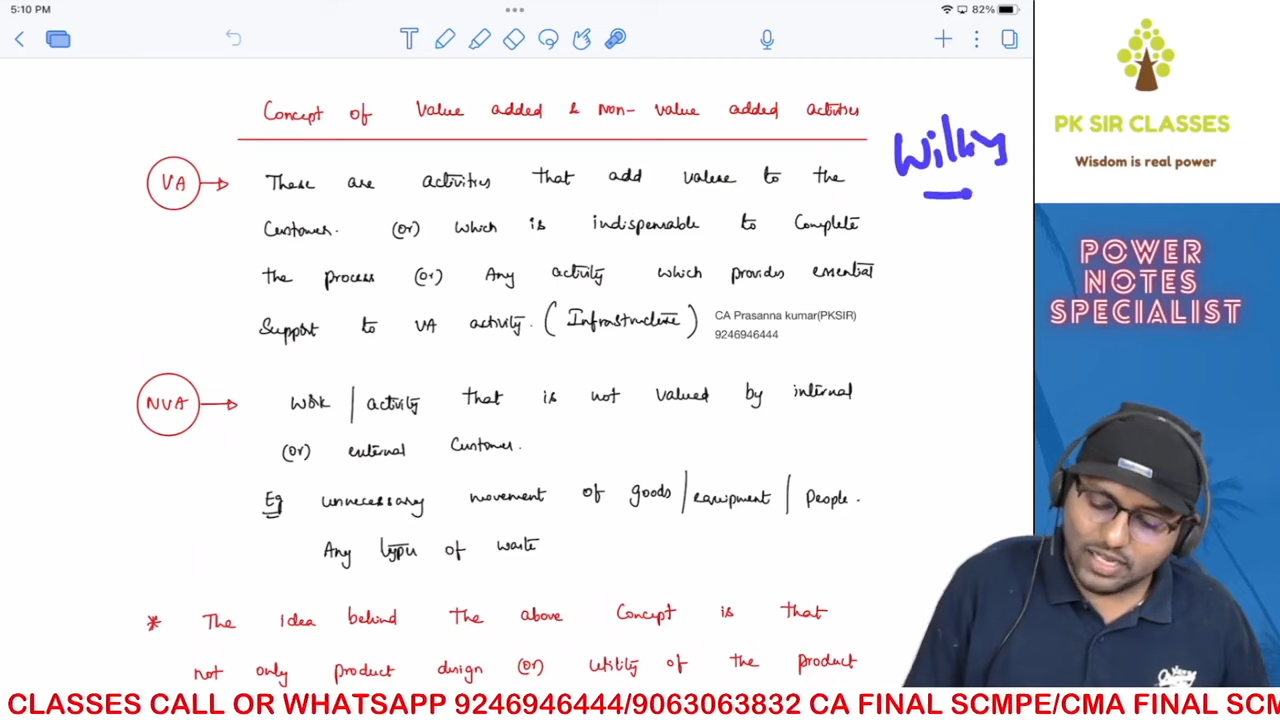 5:10 PM
82%
Concept of Value added & Non-value added activities
Wilky
VA
These are activities that add value to the
Customer. (or) which is indispensable to Complete
the process (or) Any activity which provides essential
Support to VA activity. (Infrastructure)
CA Prasanna kumar(PKSIR)
9246946444
NVA
Work | activity that is not valued by internal
(or) external Customer.
Eg unnecessary movement of goods | equipment | People.
Any type of waste
* The idea behind the above Concept is that
not only product design (or) utility of the product
PK SIR CLASSES
Wisdom is real power
POWER
NOTES
SPECIALIST
CLASSES CALL OR WHATSAPP 9246946444/9063063832 CA FINAL SCMPE/CMA FINAL SCM